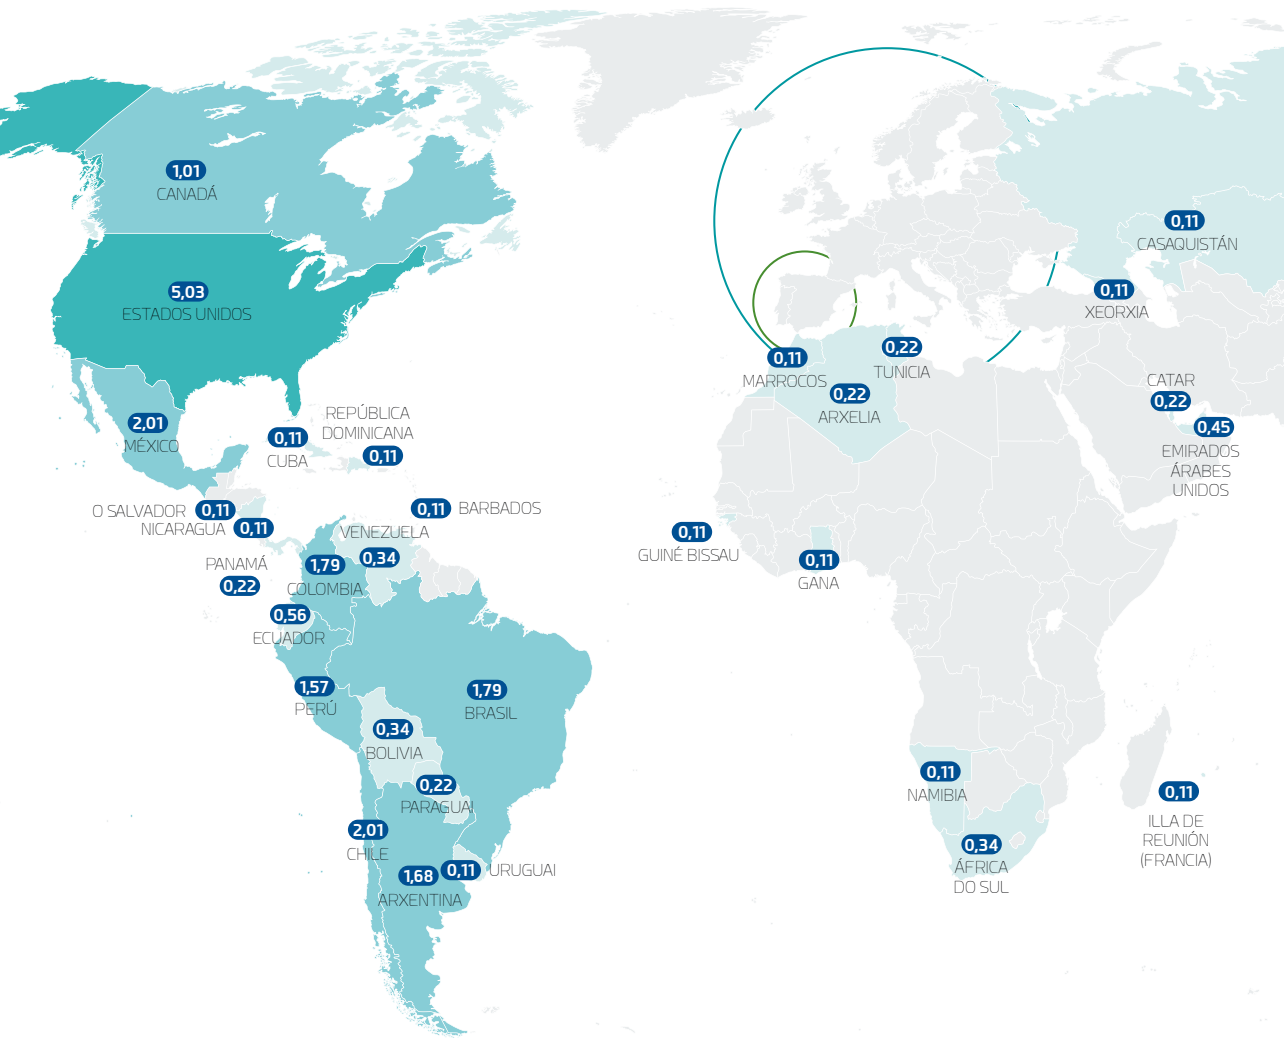 1,01
CANADÁ
5,03
ESTADOS UNIDOS
2,01
MÉXICO
0,11
CUBA
REPÚBLICA
DOMINICANA
0,11
O SALVADOR
0,11
NICARAGUA
0,11
0,11
BARBADOS
PANAMÁ
0,22
VENEZUELA
0,34
1,79
COLOMBIA
0,56
ECUADOR
1,57
PERÚ
1,79
BRASIL
0,34
BOLIVIA
0,22
PARAGUAI
2,01
CHILE
1,68
ARXENTINA
0,11
URUGUAI
0,11
MARROCOS
0,22
ARXELIA
0,22
TUNICIA
0,11
GUINÉ BISSAU
0,11
GANA
0,11
NAMIBIA
0,34
ÁFRICA
DO SUL
0,11
ILLA DE
REUNIÓN
(FRANCIA)
0,11
CASAQUISTÁN
0,11
XEORXIA
CATAR
0,22
0,45
EMIRADOS
ÁRABES
UNIDOS